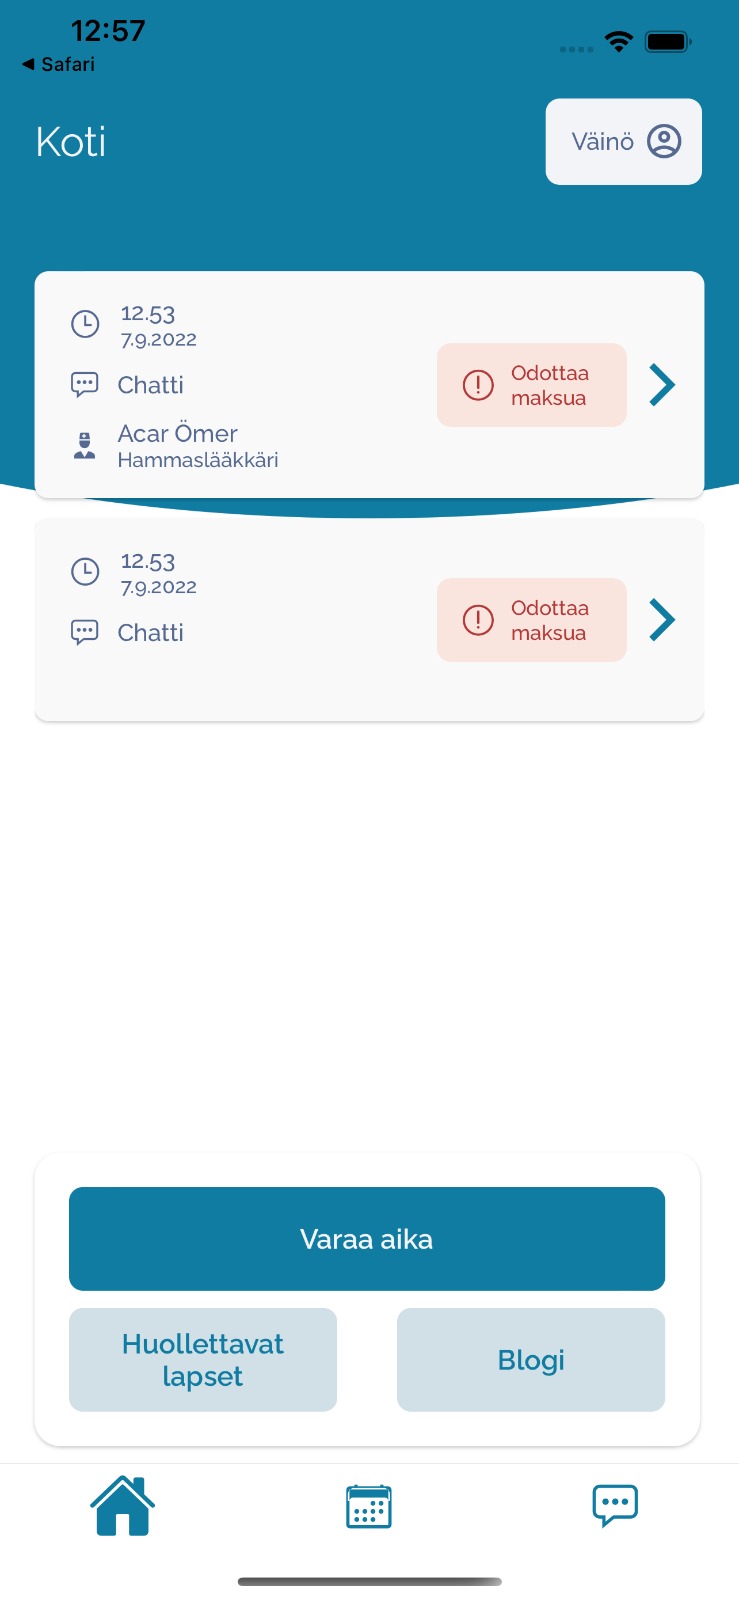 12:57
◀ Safari
Koti
Väinö
12.53
7.9.2022
Chatti
Acar Ömer
Hammaslääkkäri
Odottaa
maksua
12.53
7.9.2022
Chatti
Odottaa
maksua
Varaa aika
Huollettavat
lapset
Blogi